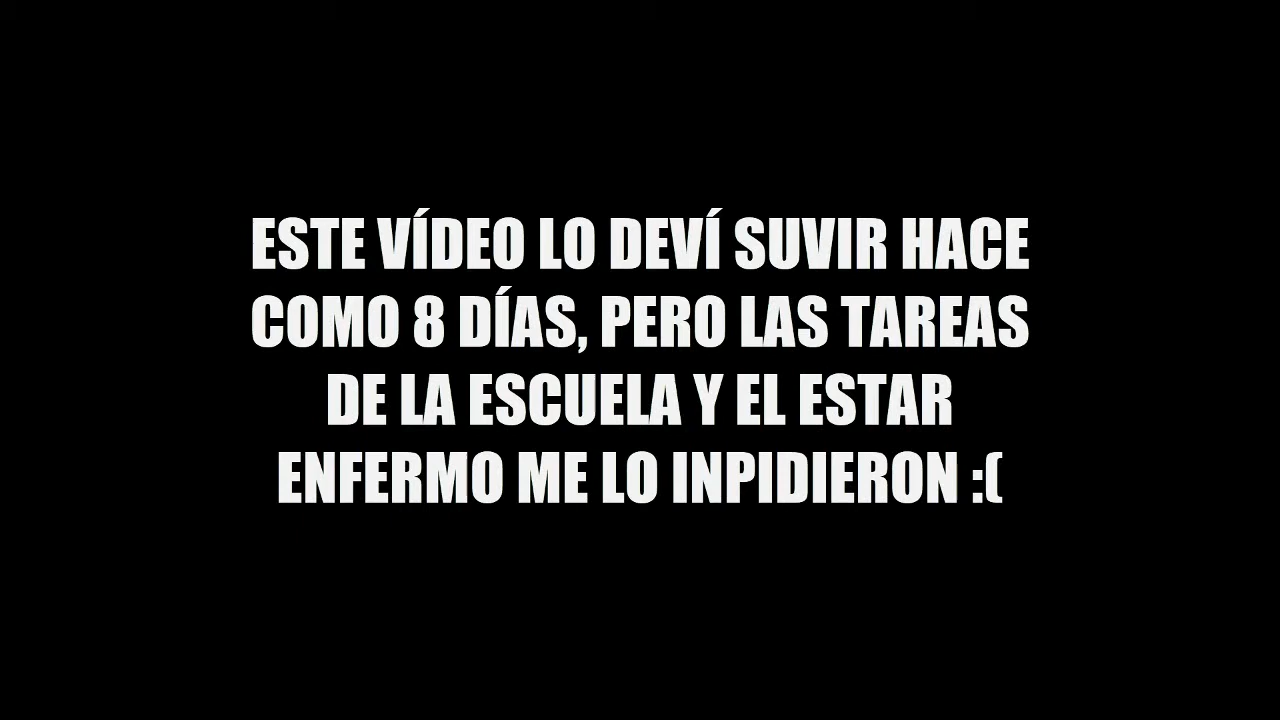 ESTE VÍDEO LO DEVÍ SUVIR HACE
COMO 8 DÍAS, PERO LAS TAREAS
DE LA ESCUELA Y EL ESTAR
ENFERMO ME LO INPIDIERON :(